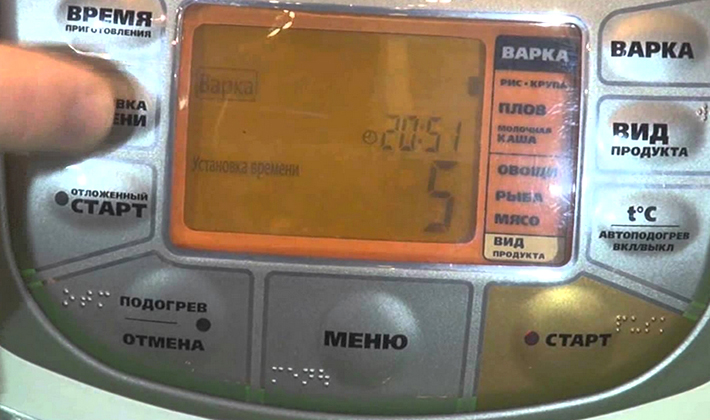 ВРЕМЯ
ПРИГОТОВЛЕНИЯ
ВКА
ЕНИ
ОТЛОЖЕННЫЙ
СТАРТ
ПОДОГРЕВ
ОТМЕНА
Варка
20:51
Установка времени
5
ВАРКА
РИС • КРУПА
ПЛОВ
МОЛОЧНАЯ
КАША
ОВОЩИ
РЫБА
МЯСО
ВИД
ПРОДУКТА
ВАРКА
ВИД
ПРОДУКТА
t°C
АВТОПОДОГРЕВ
ВКЛ/ВЫКЛ
МЕНЮ
СТАРТ